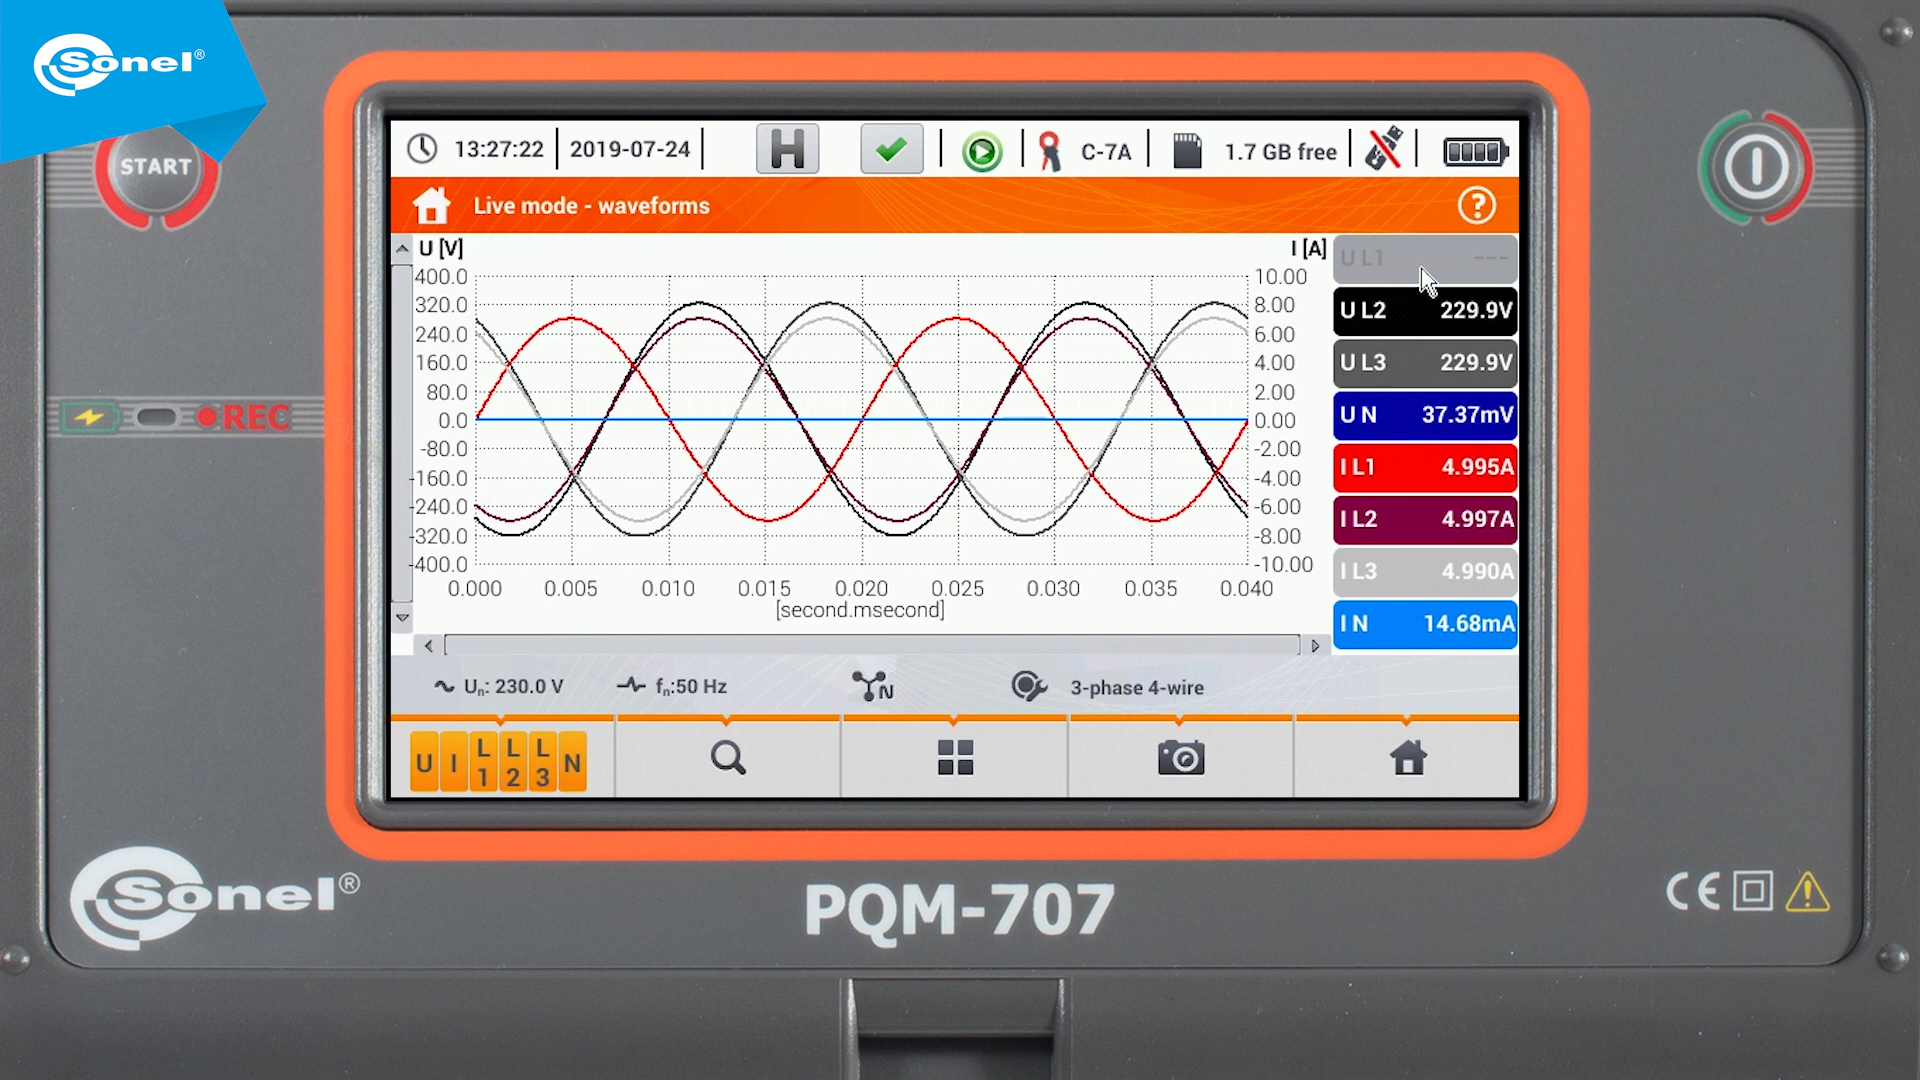 Sonel®
START
13:27:22 2019-07-24 H C-7A 1.7 GB free
Live mode - waveforms ?
U [V] I [A]
400.0 10.00
320.0 8.00
240.0 6.00
160.0 4.00
80.0 2.00
0.0 0.00
-80.0 -2.00
-160.0 -4.00
-240.0 -6.00
-320.0 -8.00
-400.0 -10.00
0.000 0.005 0.010 0.015 0.020 0.025 0.030 0.035 0.040
[second.msecond]
U L1 ---
U L2 229.9V
U L3 229.9V
U N 37.37mV
I L1 4.995A
I L2 4.997A
I L3 4.990A
I N 14.68mA
REC
Un: 230.0 V fn:50 Hz N 3-phase 4-wire
U I L1 L2 L3 N
Sonel®
PQM-707
CE